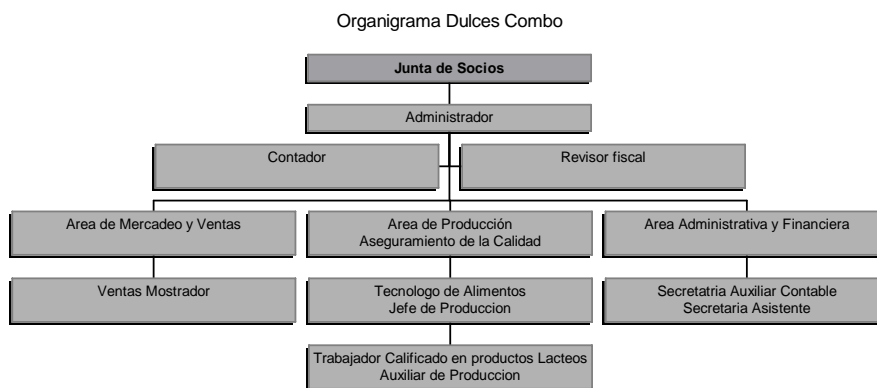 Organigrama Dulces Combo
Junta de Socios
Administrador
Contador
Revisor fiscal
Area de Mercadeo y Ventas
Area de Producción
Aseguramiento de la Calidad
Area Administrativa y Financiera
Ventas Mostrador
Tecnologo de Alimentos
Jefe de Produccion
Secretatria Auxiliar Contable
Secretaria Asistente
Trabajador Calificado en productos Lacteos
Auxiliar de Produccion